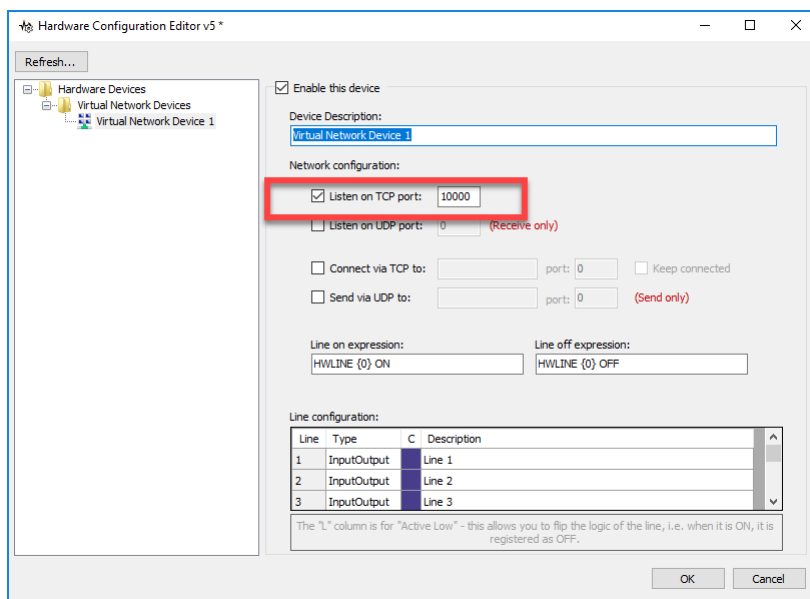 Hardware Configuration Editor v5 *
Refresh...
Hardware Devices
Virtual Network Devices
Virtual Network Device 1
Enable this device
Device Description:
Virtual Network Device 1
Network configuration:
Listen on TCP port: 10000
Listen on UDP port: 0 (Receive only)
Connect via TCP to: port: 0 Keep connected
Send via UDP to: port: 0 (Send only)
Line on expression: Line off expression:
HWLINE {0} ON HWLINE {0} OFF
Line configuration:
Line Type C Description
1 InputOutput Line 1
2 InputOutput Line 2
3 InputOutput Line 3
The "L" column is for "Active Low" - this allows you to flip the logic of the line, i.e. when it is ON, it is
registered as OFF.
OK Cancel